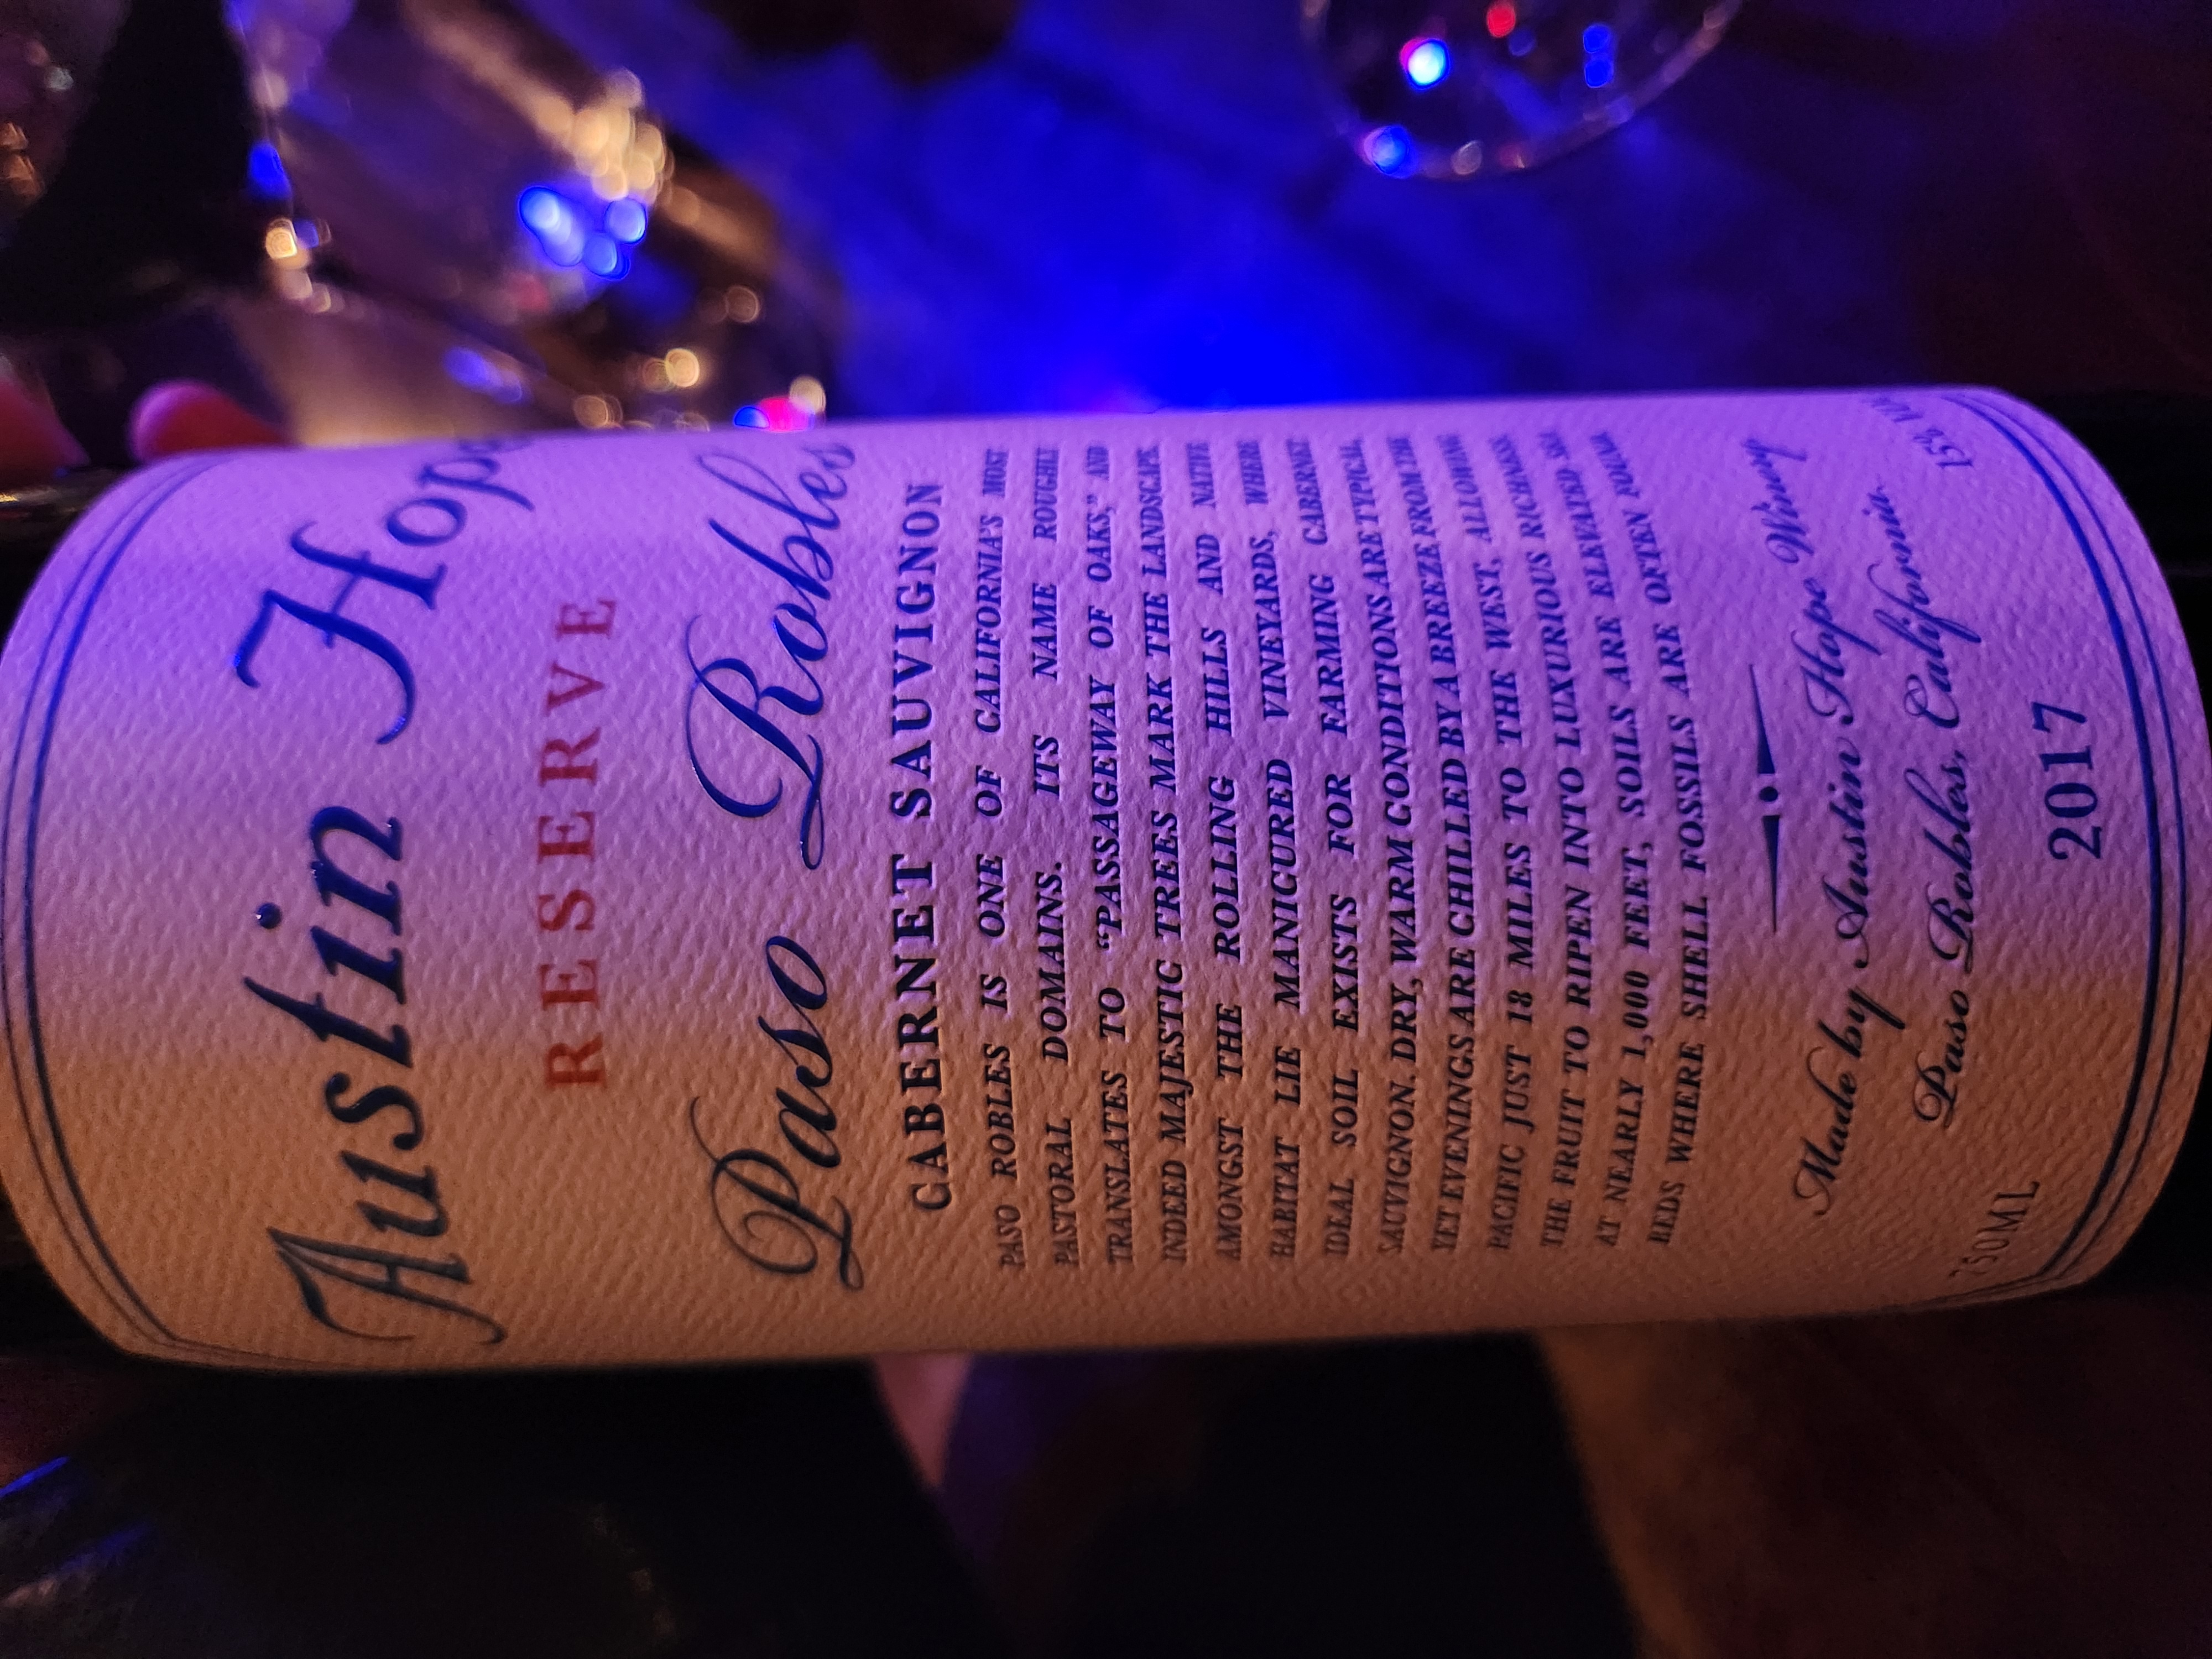 Austin Hope
RESERVE
Paso Robles
CABERNET SAUVIGNON
PASO ROBLES IS ONE OF CALIFORNIA'S MOST
PASTORAL DOMAINS. ITS NAME ROUGHLY
TRANSLATES TO “PASSAGEWAY OF OAKS,” AND
INDEED MAJESTIC TREES MARK THE LANDSCAPE.
AMONGST THE ROLLING HILLS AND NATIVE
HABITAT LIE MANICURED VINEYARDS, WHERE
IDEAL SOIL EXISTS FOR FARMING CABERNET
SAUVIGNON. DRY, WARM CONDITIONS ARE TYPICAL,
YET EVENINGS ARE CHILLED BY A BREEZE FROM THE
PACIFIC JUST 18 MILES TO THE WEST, ALLOWING
THE FRUIT TO RIPEN INTO LUXURIOUS RICHNESS.
AT NEARLY 1,000 FEET, SOILS ARE ELEVATED SEA
BEDS WHERE SHELL FOSSILS ARE OFTEN FOUND.
Made by Austin Hope Winery
Paso Robles, California.
750ML
2017
15%